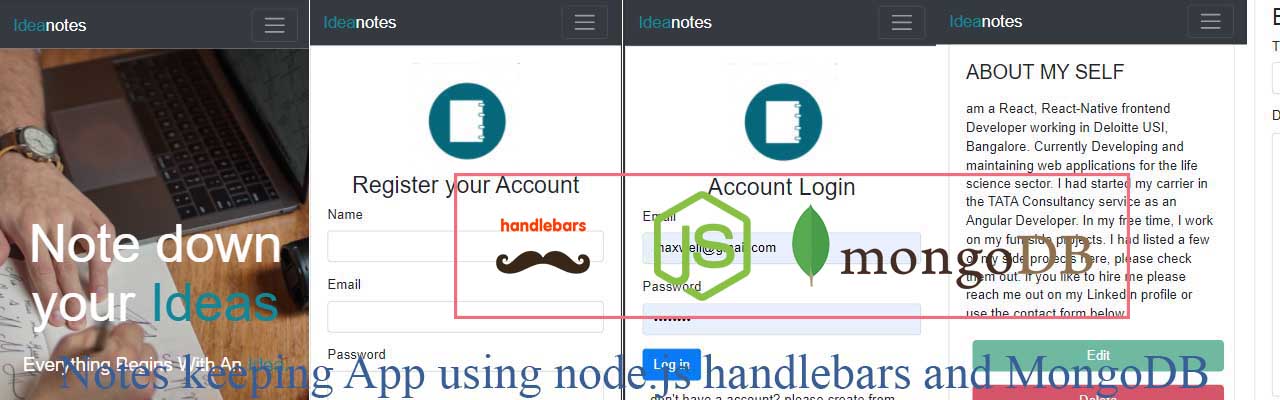 Ideanotes
Note down
your Ideas
Everything Begins With An Idea
Ideanotes
Register your Account
Name
Email
Password
Ideanotes
Account Login
Email
maxwell@gmail.com
Password
Log in
don't have a account? please create from
Ideanotes
ABOUT MY SELF
am a React, React-Native frontend
Developer working in Deloitte USI,
Bangalore. Currently Developing and
maintaining web applications for the life
science sector. I had started my carrier in
the TATA Consultancy service as an
Angular Developer. In my free time, I work
on my fun side projects. I had listed a few
of my side projects here, please check
them out. If you like to hire me please
reach me out on my LinkedIn profile or
use the contact form below
Edit
Delete
handlebars
JS
mongoDB
Notes keeping App using node.js handlebars and MongoDB